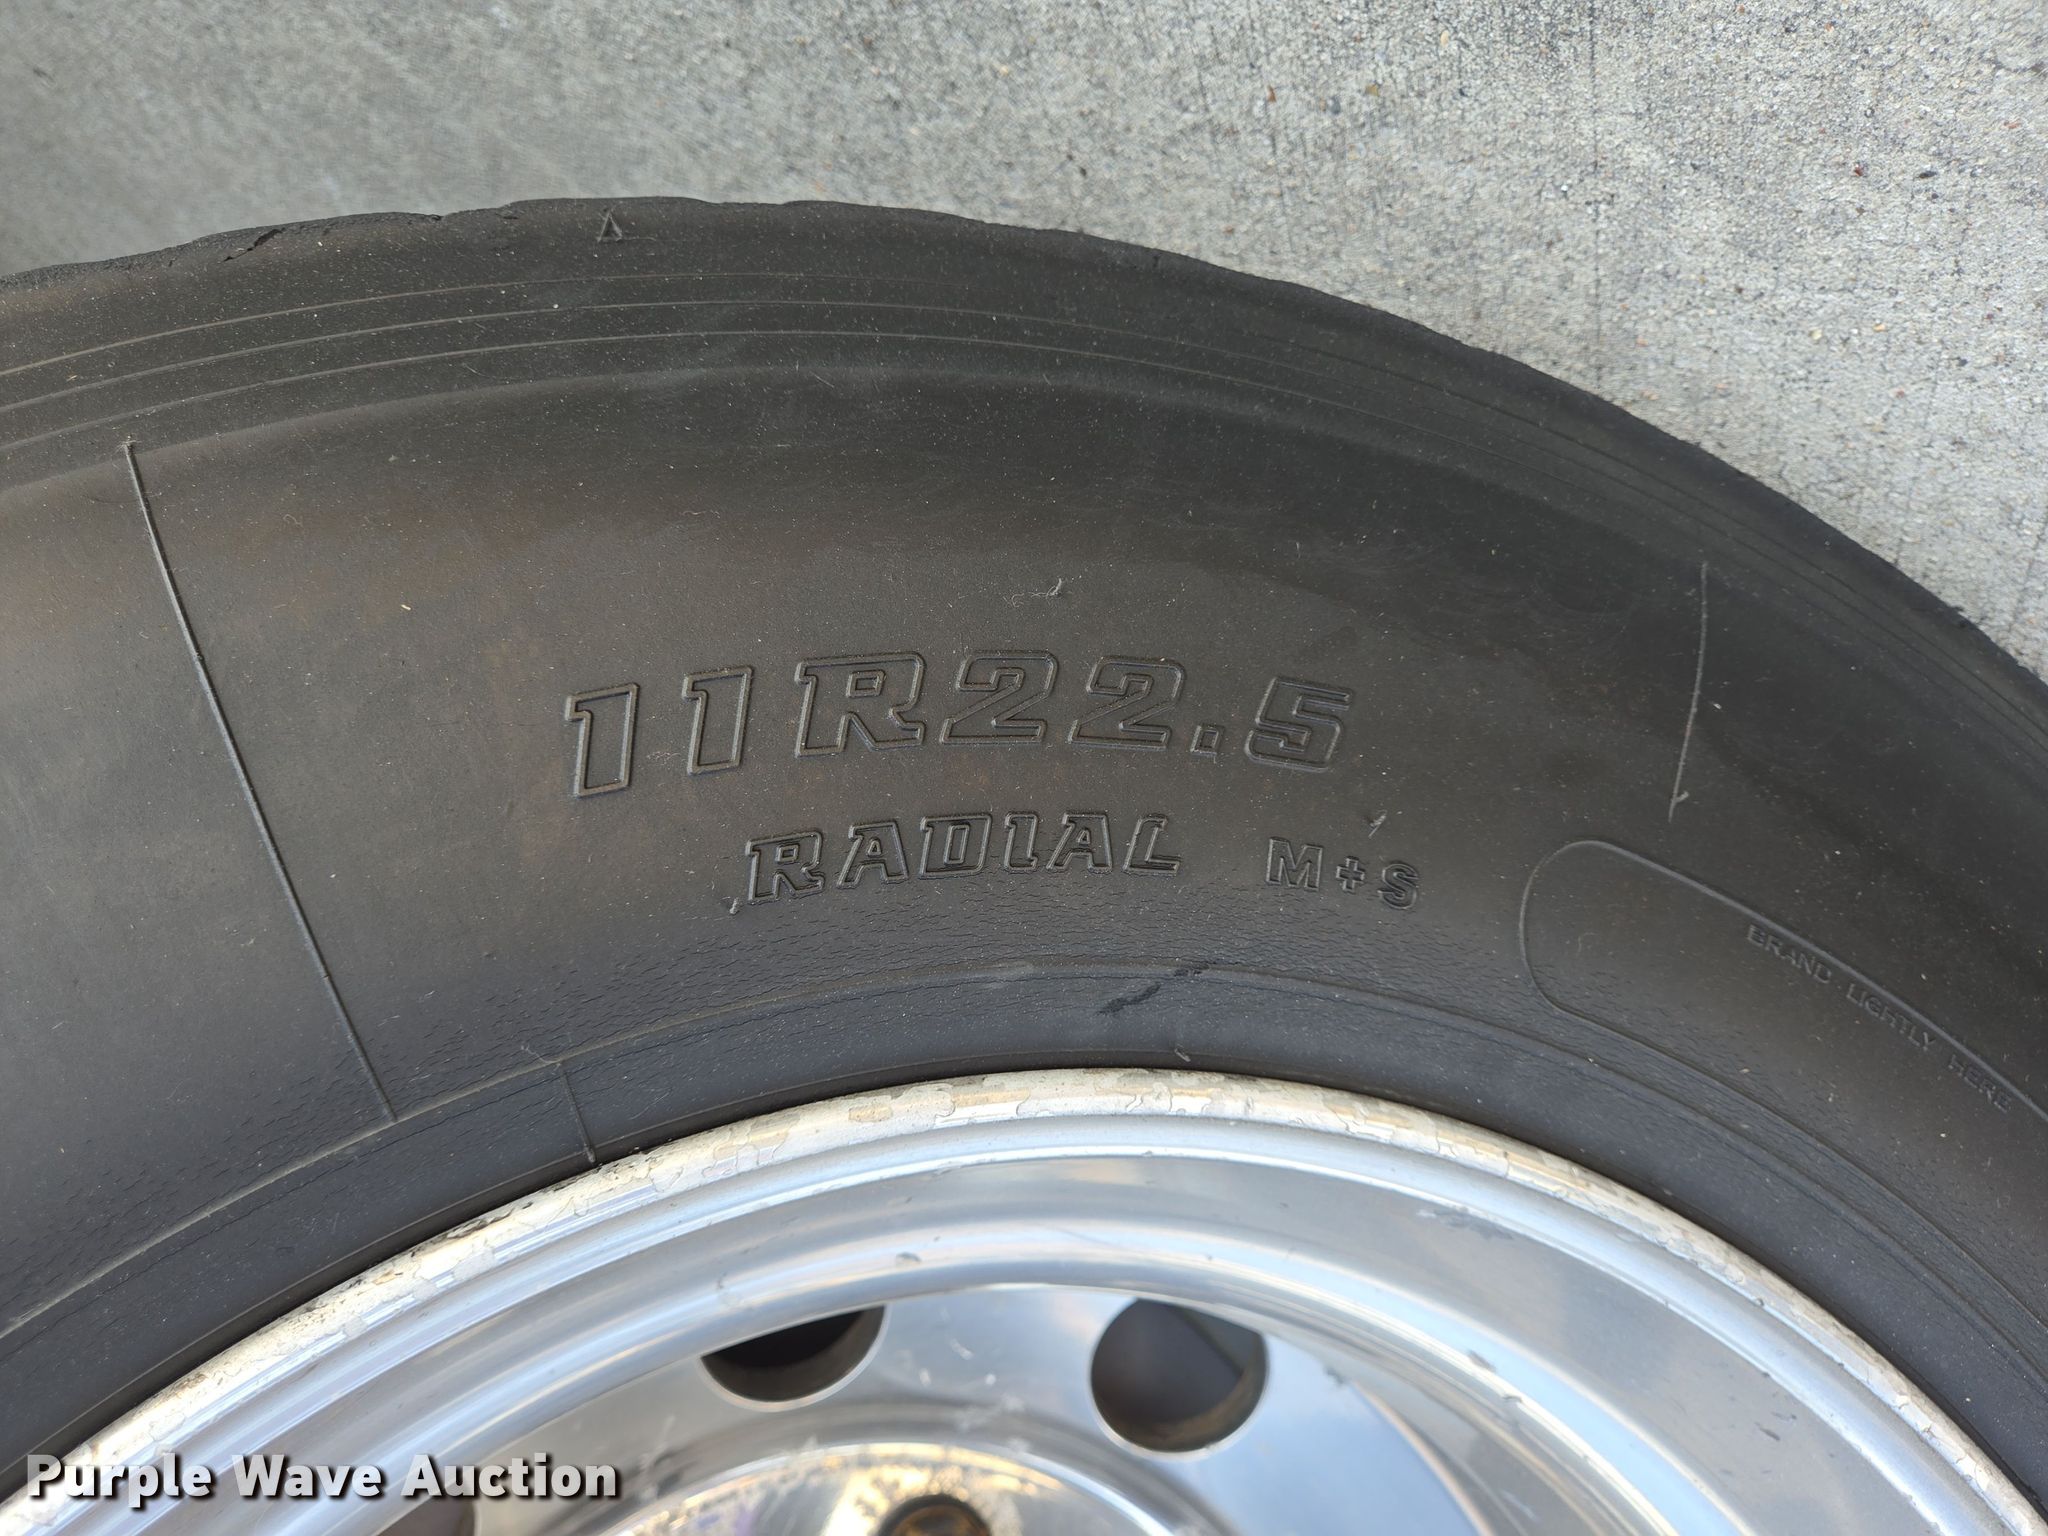 11R22.5
RADIAL M+S
BRAND LIGHTLY HERE
Purple Wave Auction